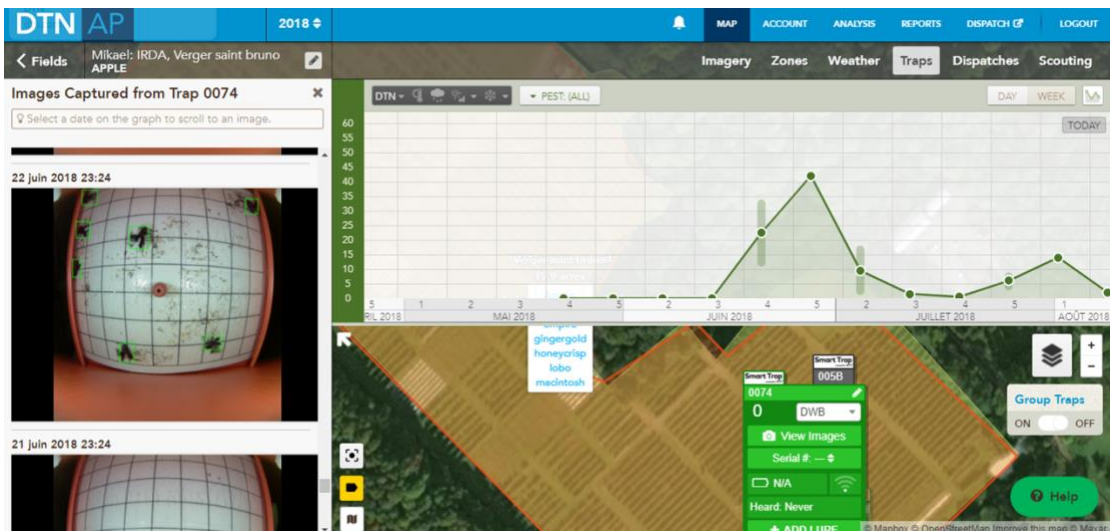 DTN AP 2018 MAP ACCOUNT ANALYSIS REPORTS DISPATCH LOGOUT
Fields
Mikael: IRDA, Verger saint bruno
APPLE
Imagery Zones Weather Traps Dispatches Scouting
Images Captured from Trap 0074
Select a date on the graph to scroll to an image.
DTN PEST: (ALL) DAY WEEK
TODAY
60
55
50
45
40
35
30
25
20
15
10
5
0
22 juin 2018 23:24
5 1 2 3 4 5 2 3 4 5 2 3 4 5 1
RIL 2018 MAI 2018 JUIN 2018 JUILLET 2018 AOÛT 2018
gingergold
honeycrisp
lobo
macintosh
Smart Trap
005B
Smart Trap
0074
0 DWB
View Images
Serial #: —
N/A
Heard: Never
+ ADD LURE
+
-
Group Traps
ON OFF
Help
21 juin 2018 23:24
© Mapbox © OpenStreetMap Improve this map © Maxar